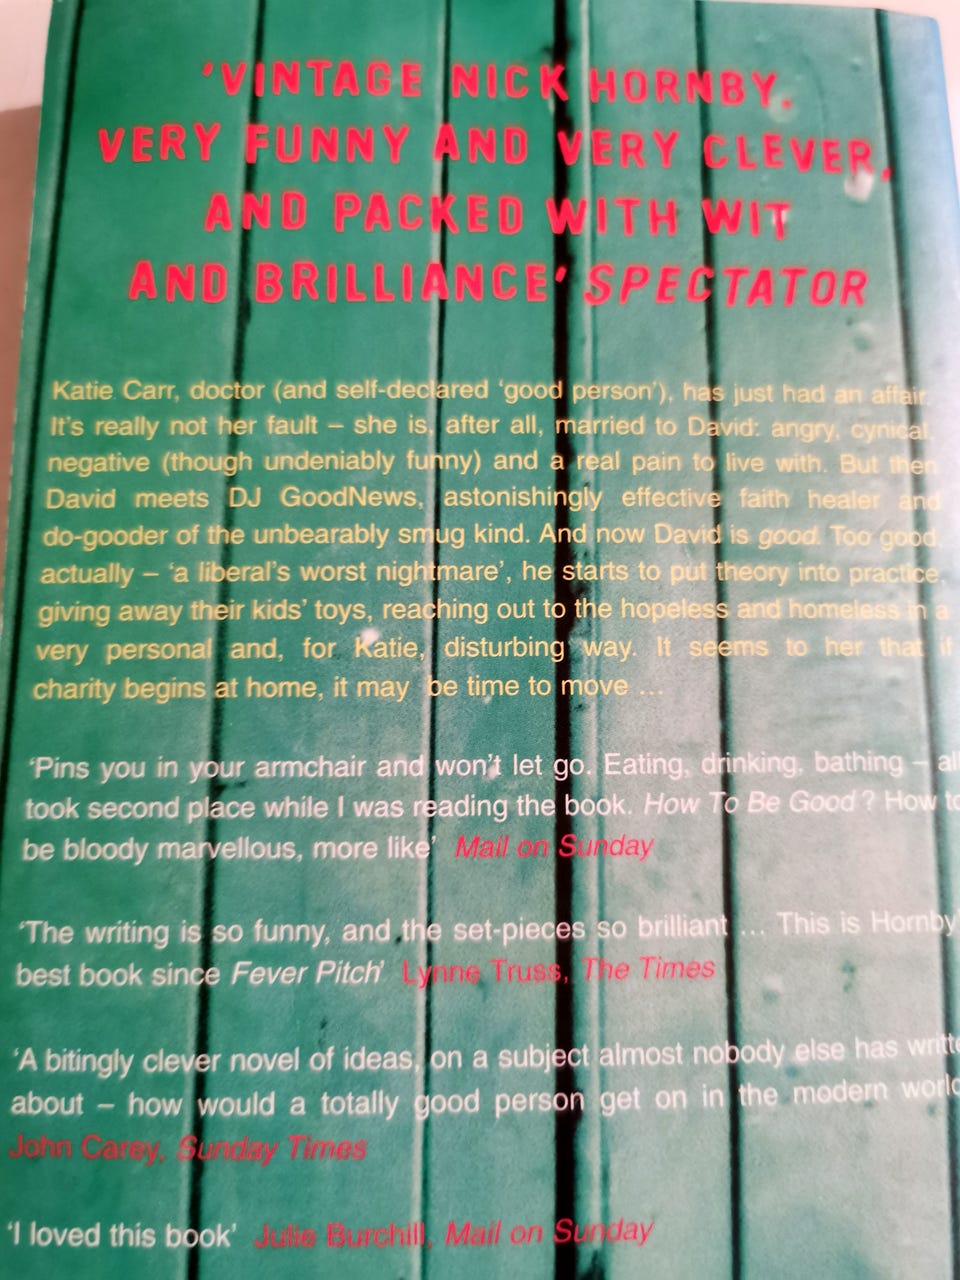 'VINTAGE NICK HORNBY.
VERY FUNNY AND VERY CLEVER,
AND PACKED WITH WIT
AND BRILLIANCE' SPECTATOR
Katie Carr, doctor (and self-declared 'good person'), has just had an affair.
It's really not her fault – she is, after all, married to David: angry, cynical,
negative (though undeniably funny) and a real pain to live with. But then
David meets DJ GoodNews, astonishingly effective faith healer and
do-gooder of the unbearably smug kind. And now David is good. Too good,
actually – 'a liberal's worst nightmare', he starts to put theory into practice,
giving away their kids' toys, reaching out to the hopeless and homeless in a
very personal and, for Katie, disturbing way. It seems to her that if
charity begins at home, it may be time to move ...
'Pins you in your armchair and won't let go. Eating, drinking, bathing – all
took second place while I was reading the book. How To Be Good? How to
be bloody marvellous, more like' Mail on Sunday
'The writing is so funny, and the set-pieces so brilliant ... This is Hornby'
best book since Fever Pitch' Lynne Truss, The Times
'A bitingly clever novel of ideas, on a subject almost nobody else has writte
about – how would a totally good person get on in the modern world
John Carey, Sunday Times
'I loved this book' Julie Burchill, Mail on Sunday